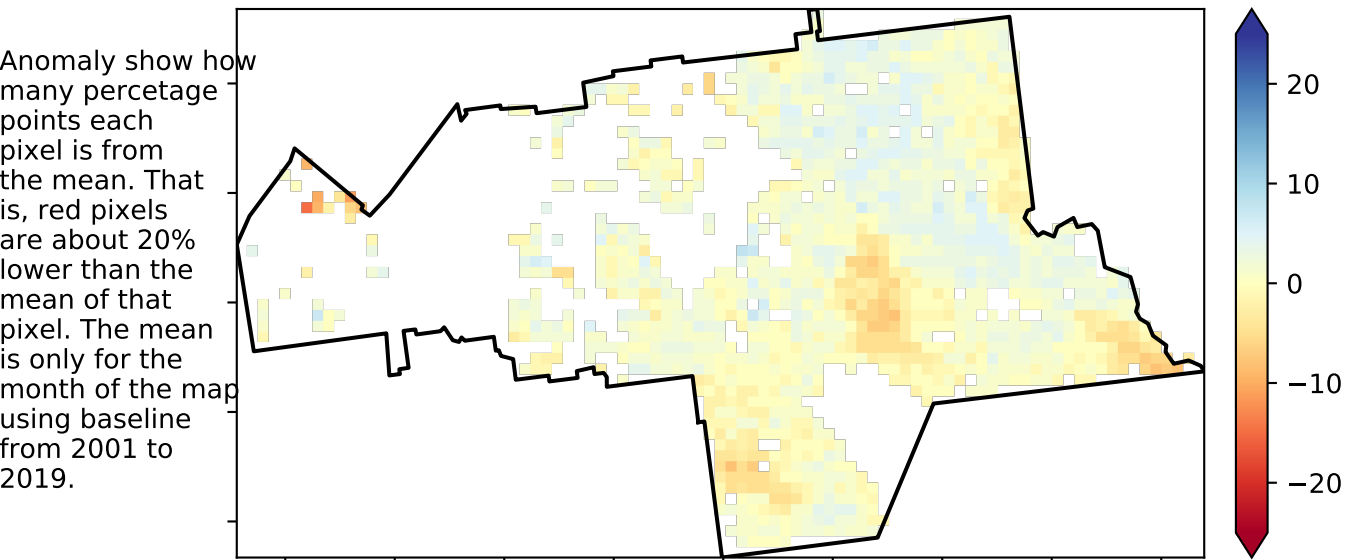 Anomaly show how
many percetage
points each
pixel is from
the mean. That
is, red pixels
are about 20%
lower than the
mean of that
pixel. The mean
is only for the
month of the map
using baseline
from 2001 to
2019.
20
10
0
−10
−20